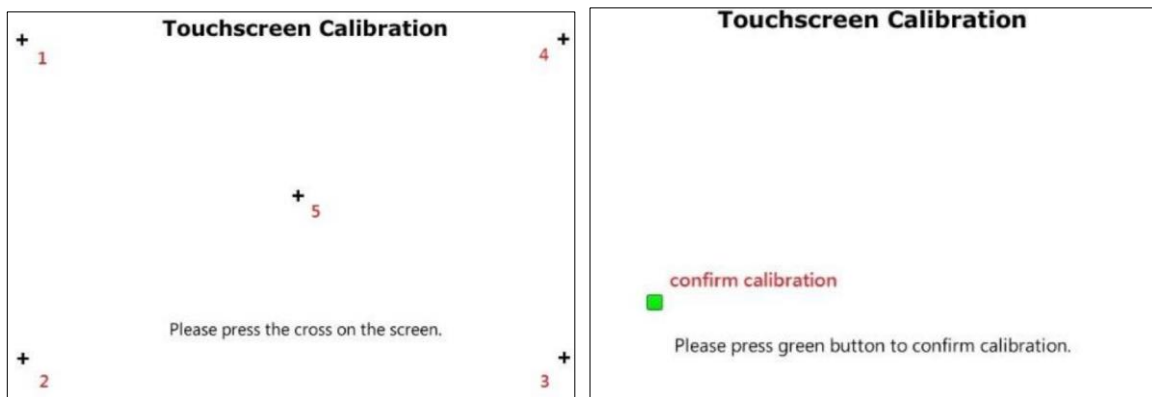 Touchscreen Calibration
1
4
5
Please press the cross on the screen.
2
3
Touchscreen Calibration
confirm calibration
Please press green button to confirm calibration.